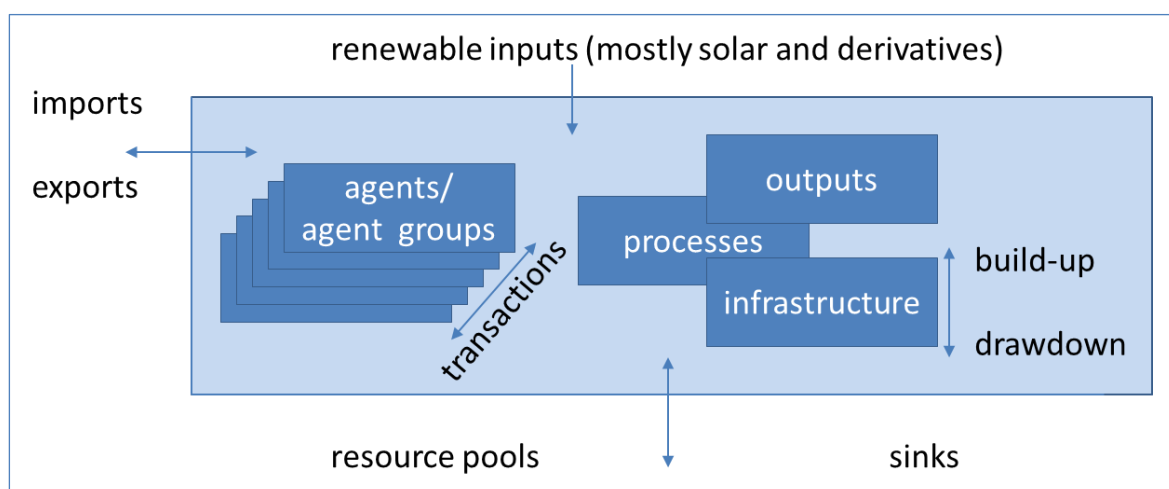 renewable inputs (mostly solar and derivatives)
imports
exports
agents/
agent groups
transactions
processes
outputs
infrastructure
build-up
drawdown
resource pools
sinks